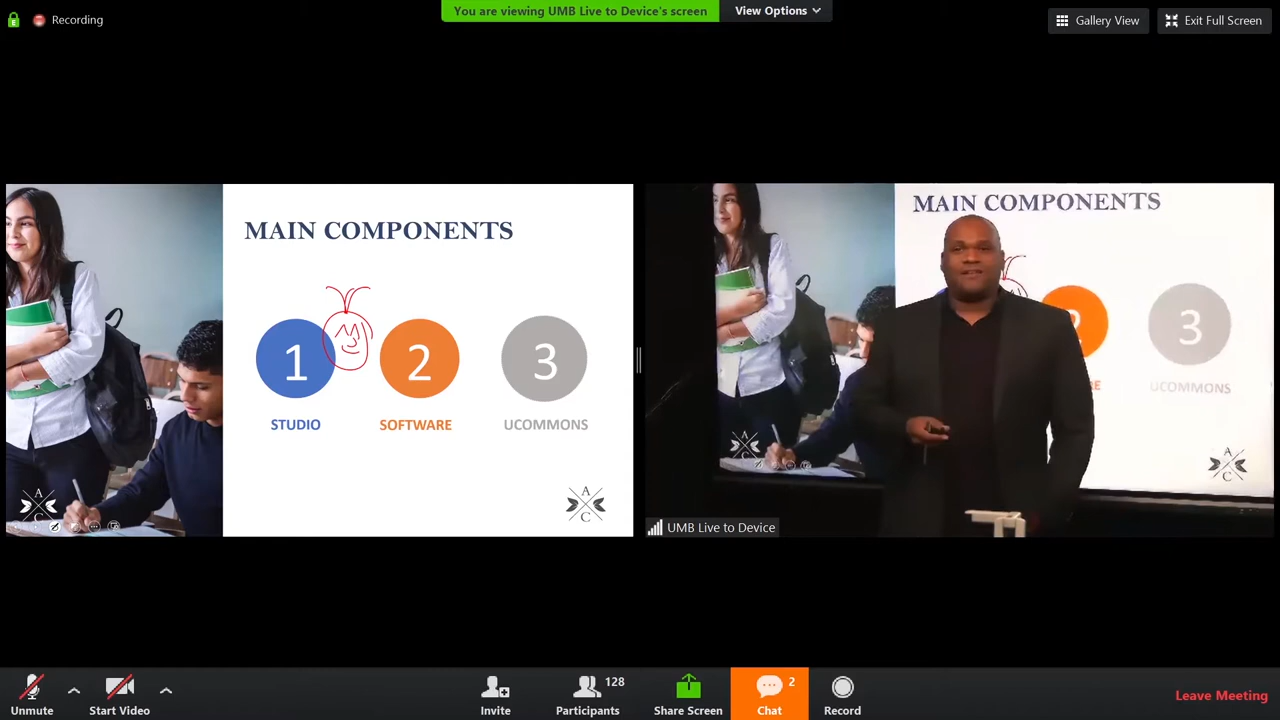 Recording
You are viewing UMB Live to Device's screen
View Options
Gallery View
Exit Full Screen
MAIN COMPONENTS
1
2
3
STUDIO
SOFTWARE
UCOMMONS
A
C
A
C
MAIN COMPONENTS
2
3
UCOMMONS
A
C
A
C
UMB Live to Device
Unmute
Start Video
Invite
128
Participants
Share Screen
2
Chat
Record
Leave Meeting